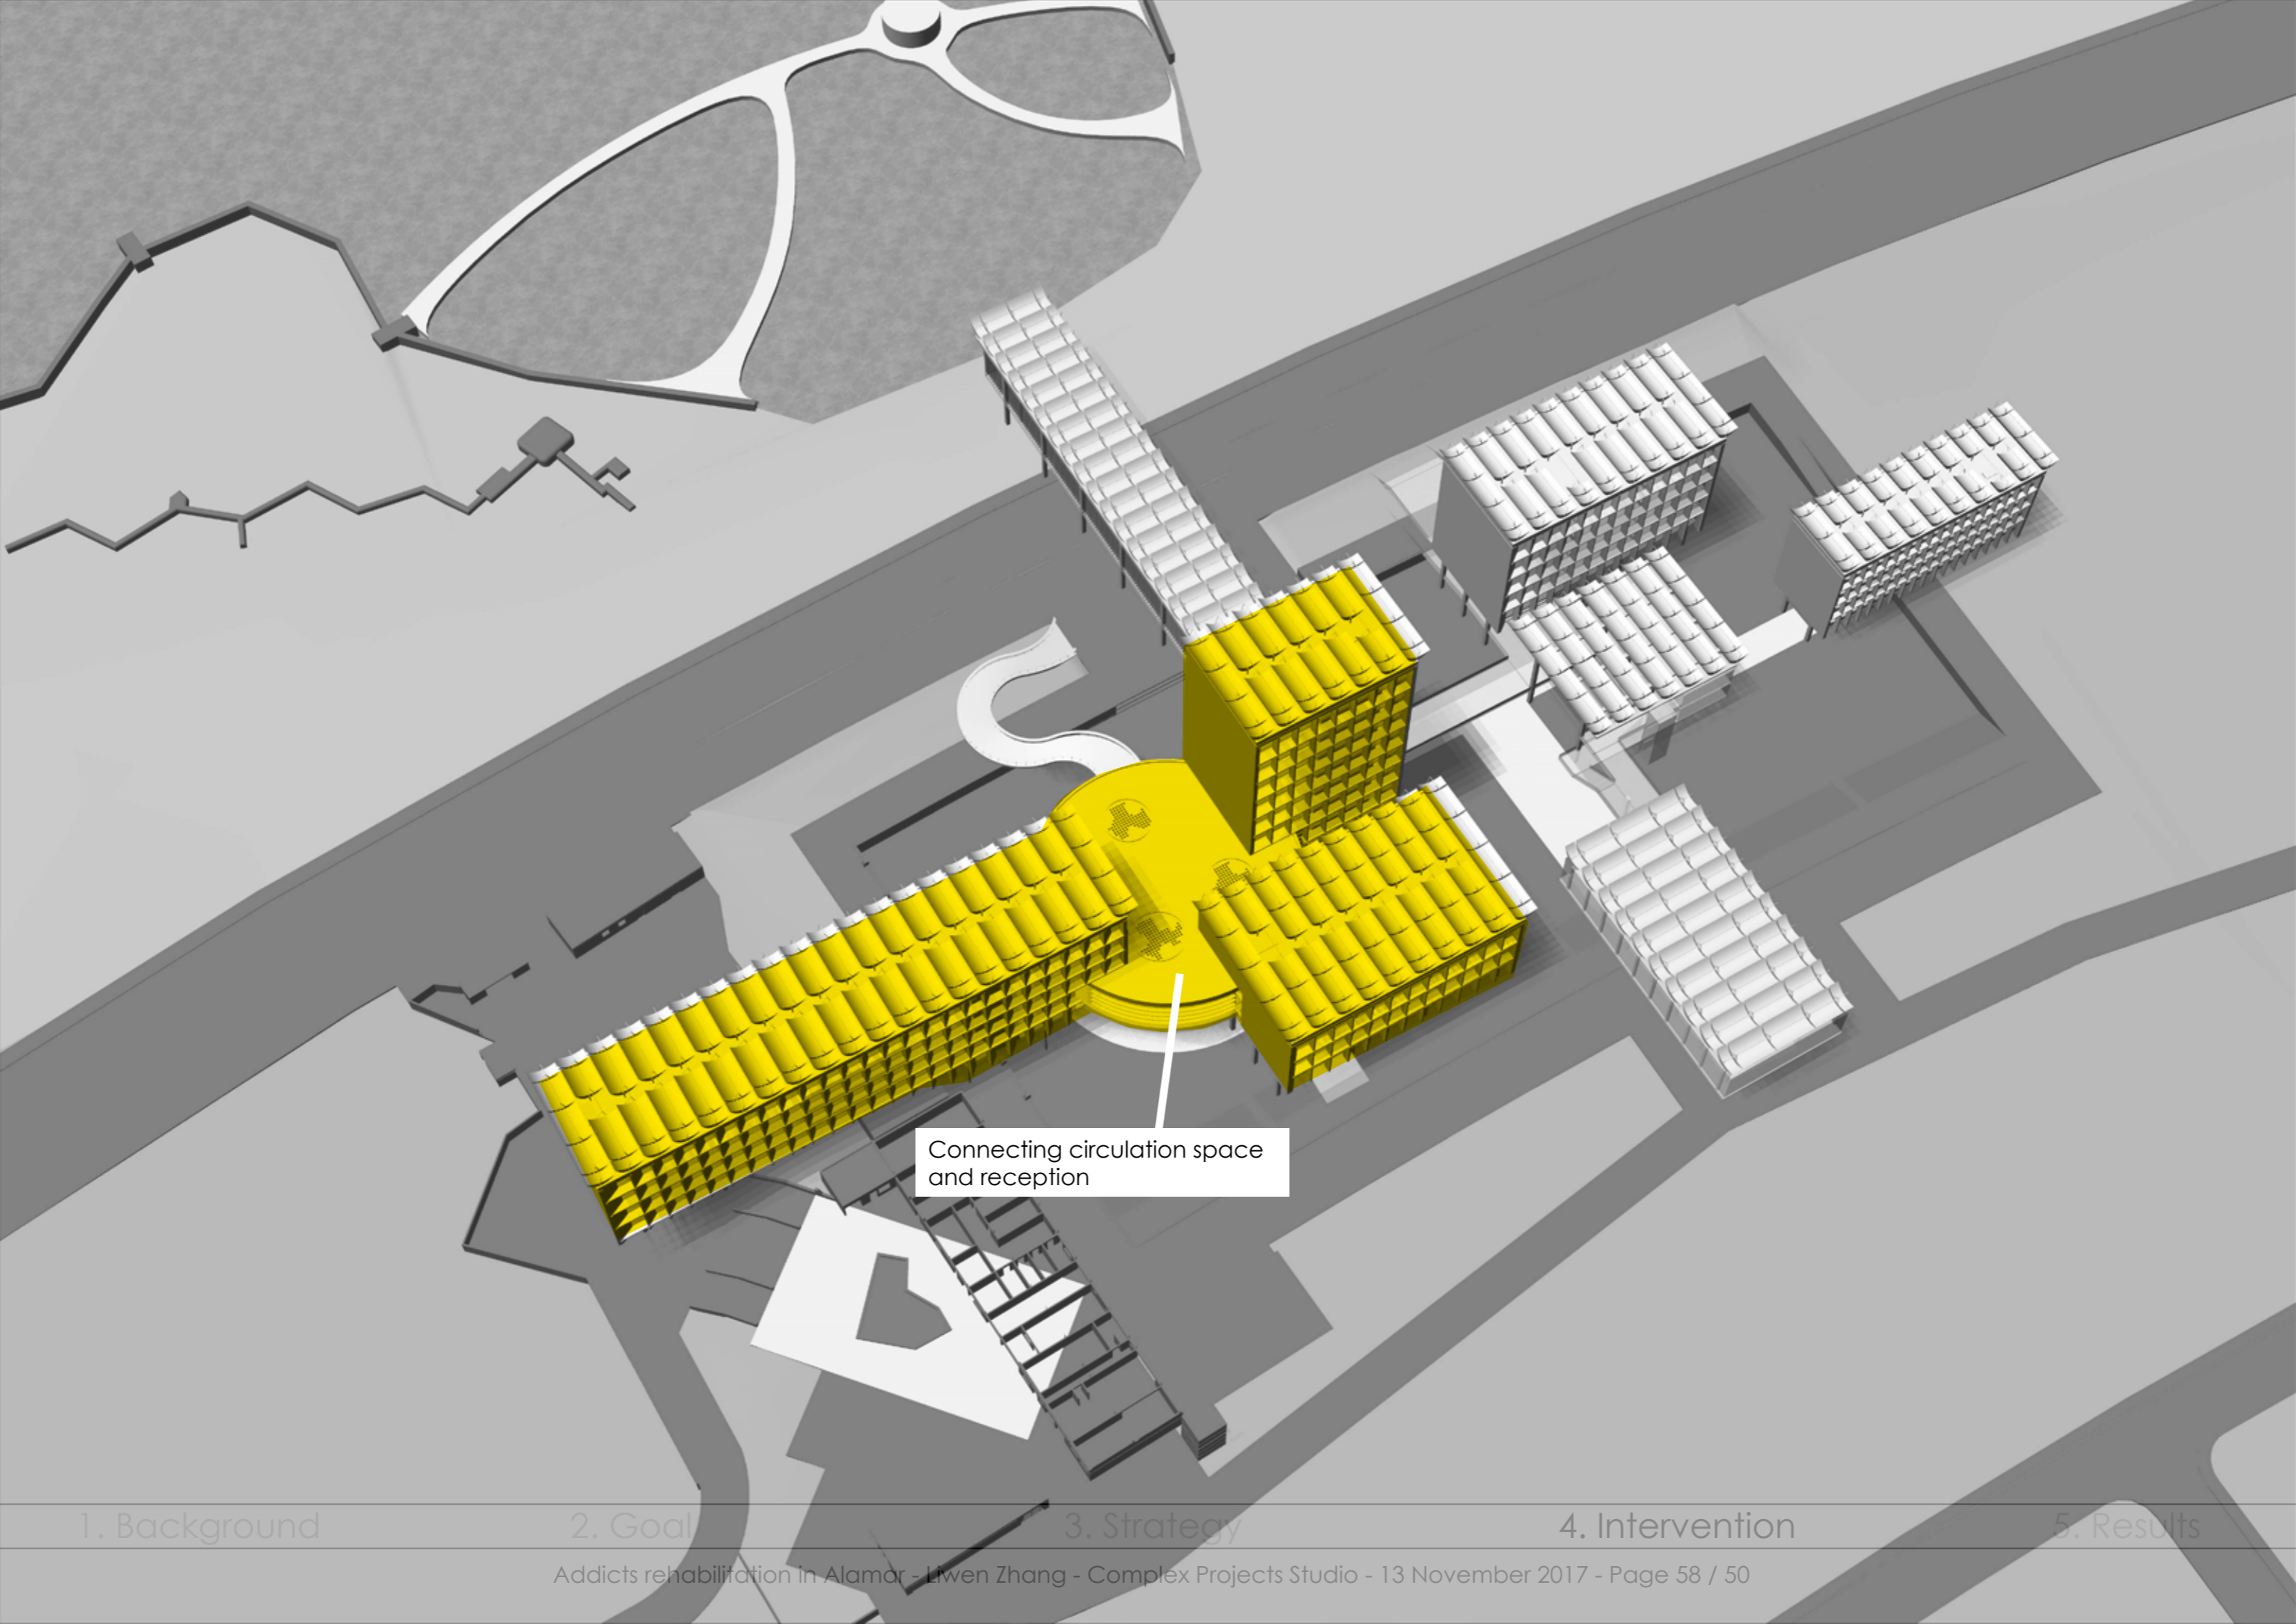 Connecting circulation space
and reception
1. Background
2. Goal
3. Strategy
4. Intervention
5. Results
Addicts rehabilitation in Alamar - Liwen Zhang - Complex Projects Studio - 13 November 2017 - Page 58 / 50